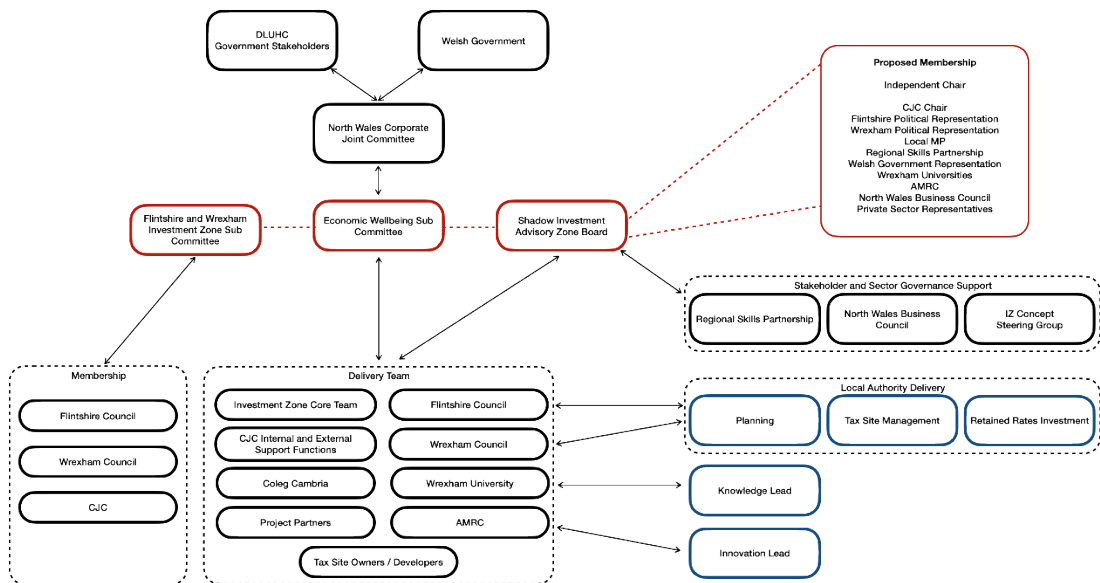 DLUHC
Government Stakeholders
Welsh Government
North Wales Corporate
Joint Committee
Proposed Membership
Independent Chair
CJC Chair
Flintshire Political Representation
Wrexham Political Representation
Local MP
Regional Skills Partnership
Welsh Government Representation
Wrexham Universities
AMRC
North Wales Business Council
Private Sector Representatives
Flintshire and Wrexham
Investment Zone Sub
Committee
Economic Wellbeing Sub
Committee
Shadow Investment
Advisory Zone Board
Stakeholder and Sector Governance Support
Regional Skills Partnership
North Wales Business
Council
IZ Concept
Steering Group
Membership
Flintshire Council
Wrexham Council
CJC
Delivery Team
Investment Zone Core Team
Flintshire Council
CJC Internal and External
Support Functions
Wrexham Council
Coleg Cambria
Wrexham University
Project Partners
AMRC
Tax Site Owners / Developers
Local Authority Delivery
Planning
Tax Site Management
Retained Rates Investment
Knowledge Lead
Innovation Lead